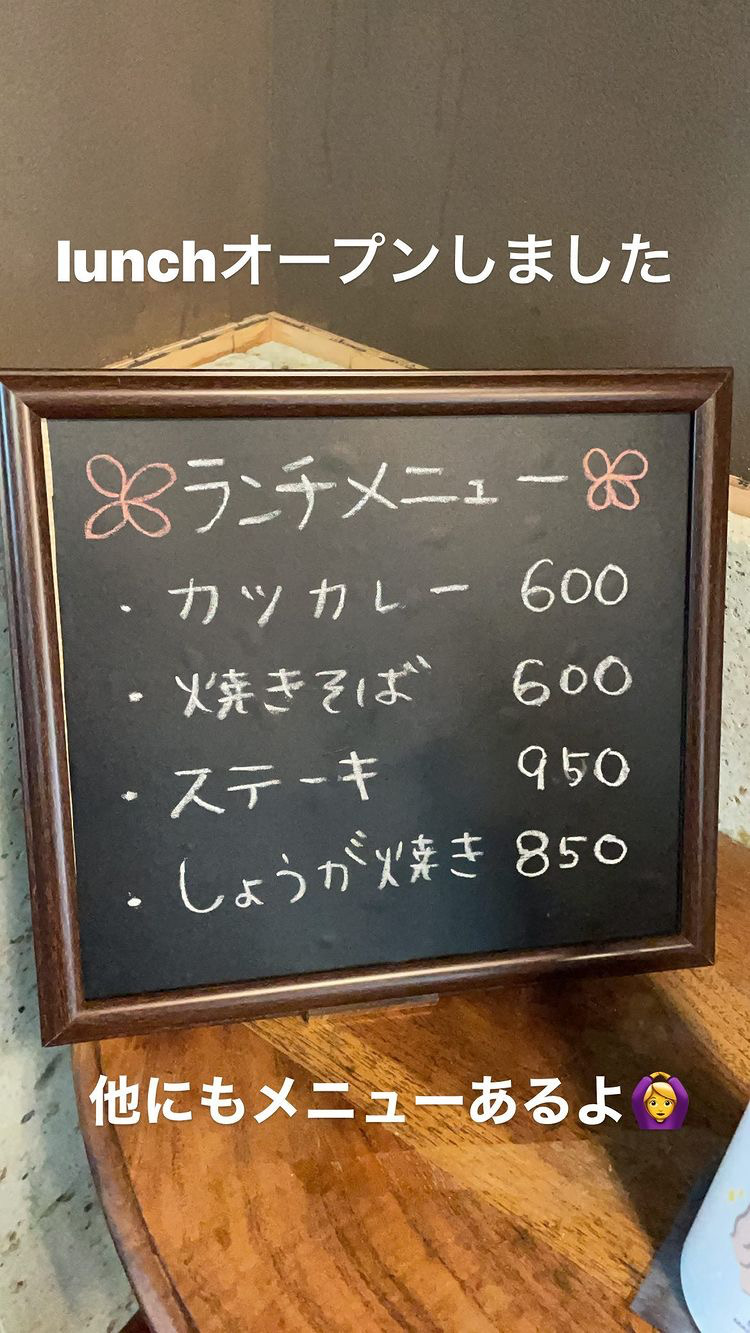 lunchオープンしました
ランチメニュー
・カツカレー 600
・焼きそば 600
・ステーキ 950
・しょうが焼き 850
他にもメニューあるよ🙆‍♀️